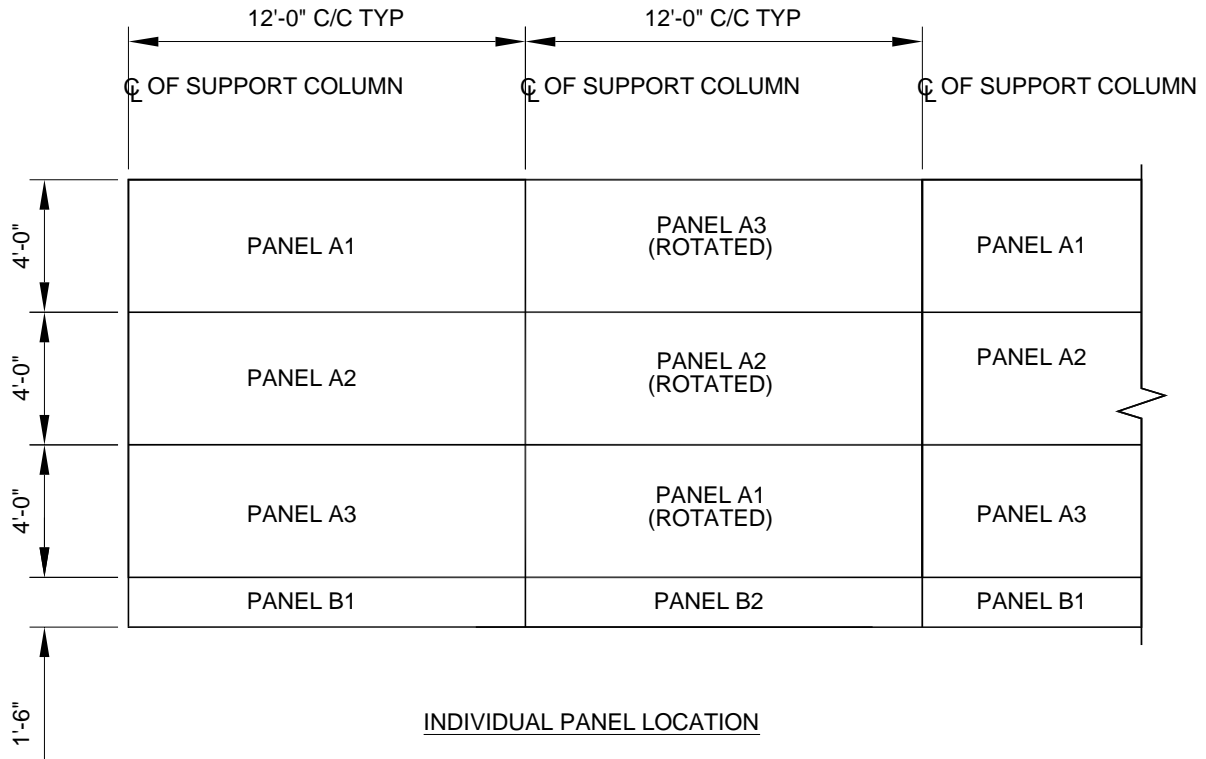 12'-0" C/C TYP
12'-0" C/C TYP
℄ OF SUPPORT COLUMN
℄ OF SUPPORT COLUMN
℄ OF SUPPORT COLUMN
4'-0"
PANEL A1
PANEL A3
(ROTATED)
PANEL A1
4'-0"
PANEL A2
PANEL A2
(ROTATED)
PANEL A2
4'-0"
PANEL A3
PANEL A1
(ROTATED)
PANEL A3
PANEL B1
PANEL B2
PANEL B1
1'-6"
INDIVIDUAL PANEL LOCATION